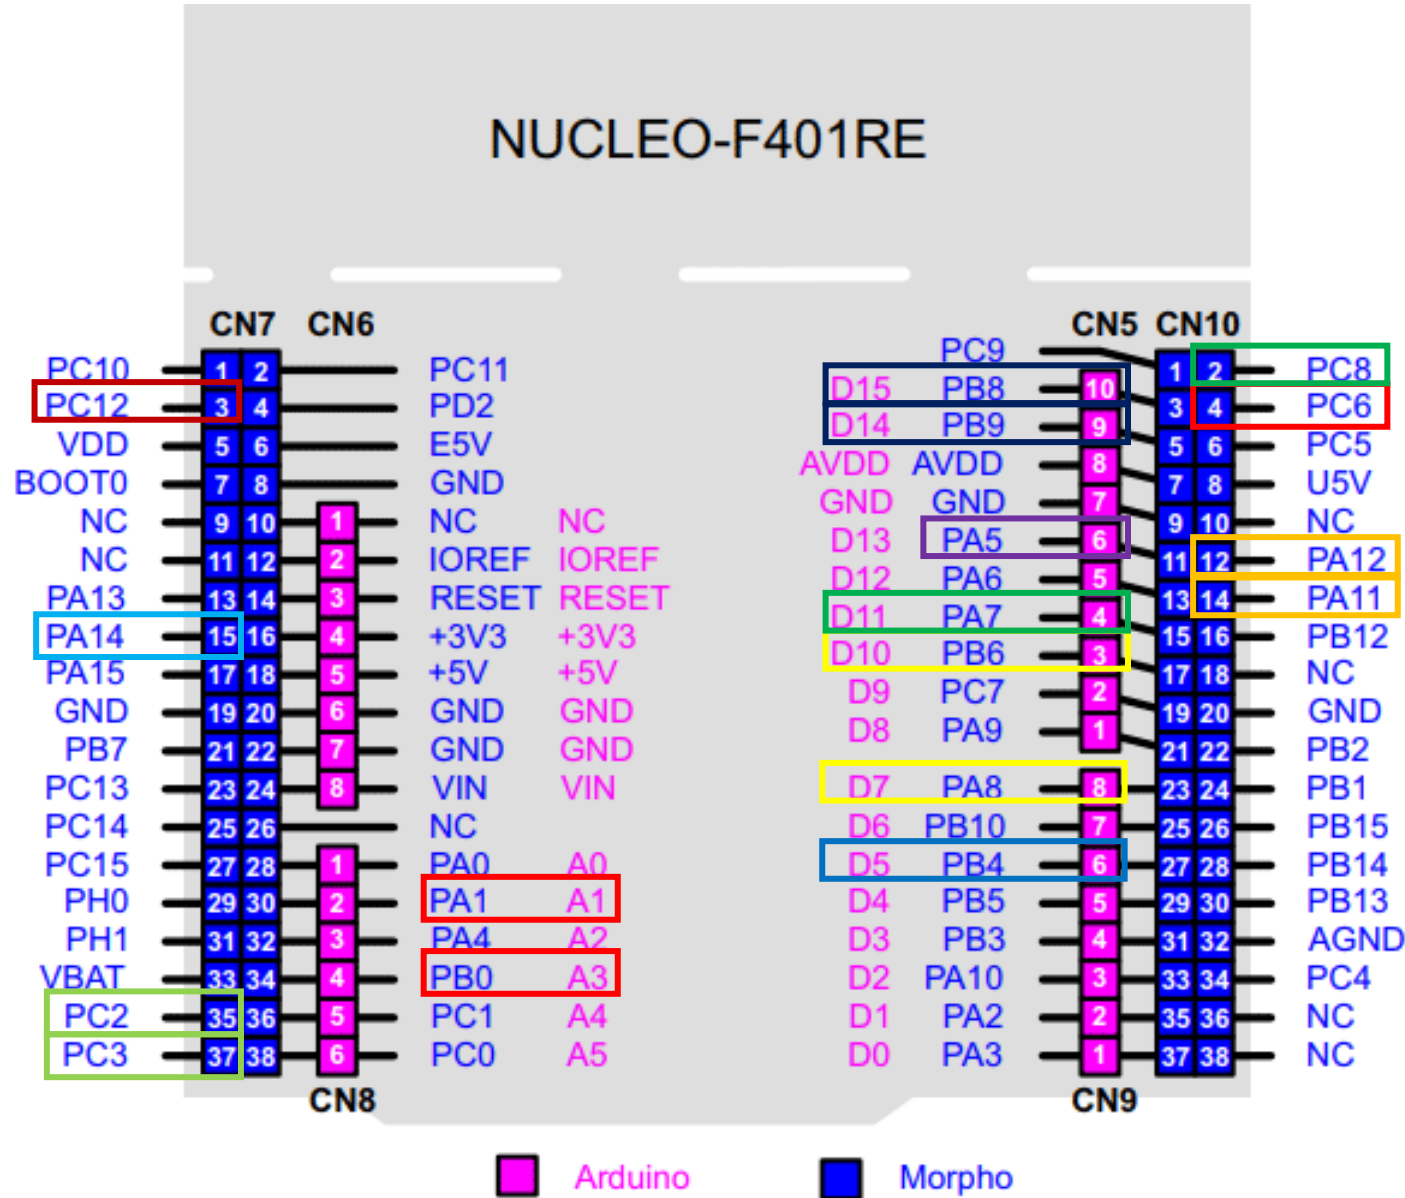 NUCLEO-F401RE
CN7 CN6 CN5 CN10
PC9
PC10 1 2 PC11 1 2 PC8
D15 PB8 10
PC12 3 4 PD2 3 4 PC6
D14 PB9 9
VDD 5 6 E5V 5 6 PC5
AVDD AVDD 8
BOOT0 7 8 GND 7 8 U5V
GND GND 7
NC 9 10 1 NC NC 9 10 NC
D13 PA5 6
NC 11 12 2 IOREF IOREF 11 12 PA12
D12 PA6 5
PA13 13 14 3 RESET RESET 13 14 PA11
D11 PA7 4
PA14 15 16 4 +3V3 +3V3 15 16 PB12
D10 PB6 3
PA15 17 18 5 +5V +5V 17 18 NC
D9 PC7 2
GND 19 20 6 GND GND 19 20 GND
D8 PA9 1
PB7 21 22 7 GND GND 21 22 PB2
PC13 23 24 8 VIN VIN D7 PA8 8 23 24 PB1
PC14 25 26 NC D6 PB10 7 25 26 PB15
PC15 27 28 1 PA0 A0 D5 PB4 6 27 28 PB14
PH0 29 30 2 PA1 A1 D4 PB5 5 29 30 PB13
PH1 31 32 3 PA4 A2 D3 PB3 4 31 32 AGND
VBAT 33 34 4 PB0 A3 D2 PA10 3 33 34 PC4
PC2 35 36 5 PC1 A4 D1 PA2 2 35 36 NC
PC3 37 38 6 PC0 A5 D0 PA3 1 37 38 NC
CN8 CN9
Arduino Morpho